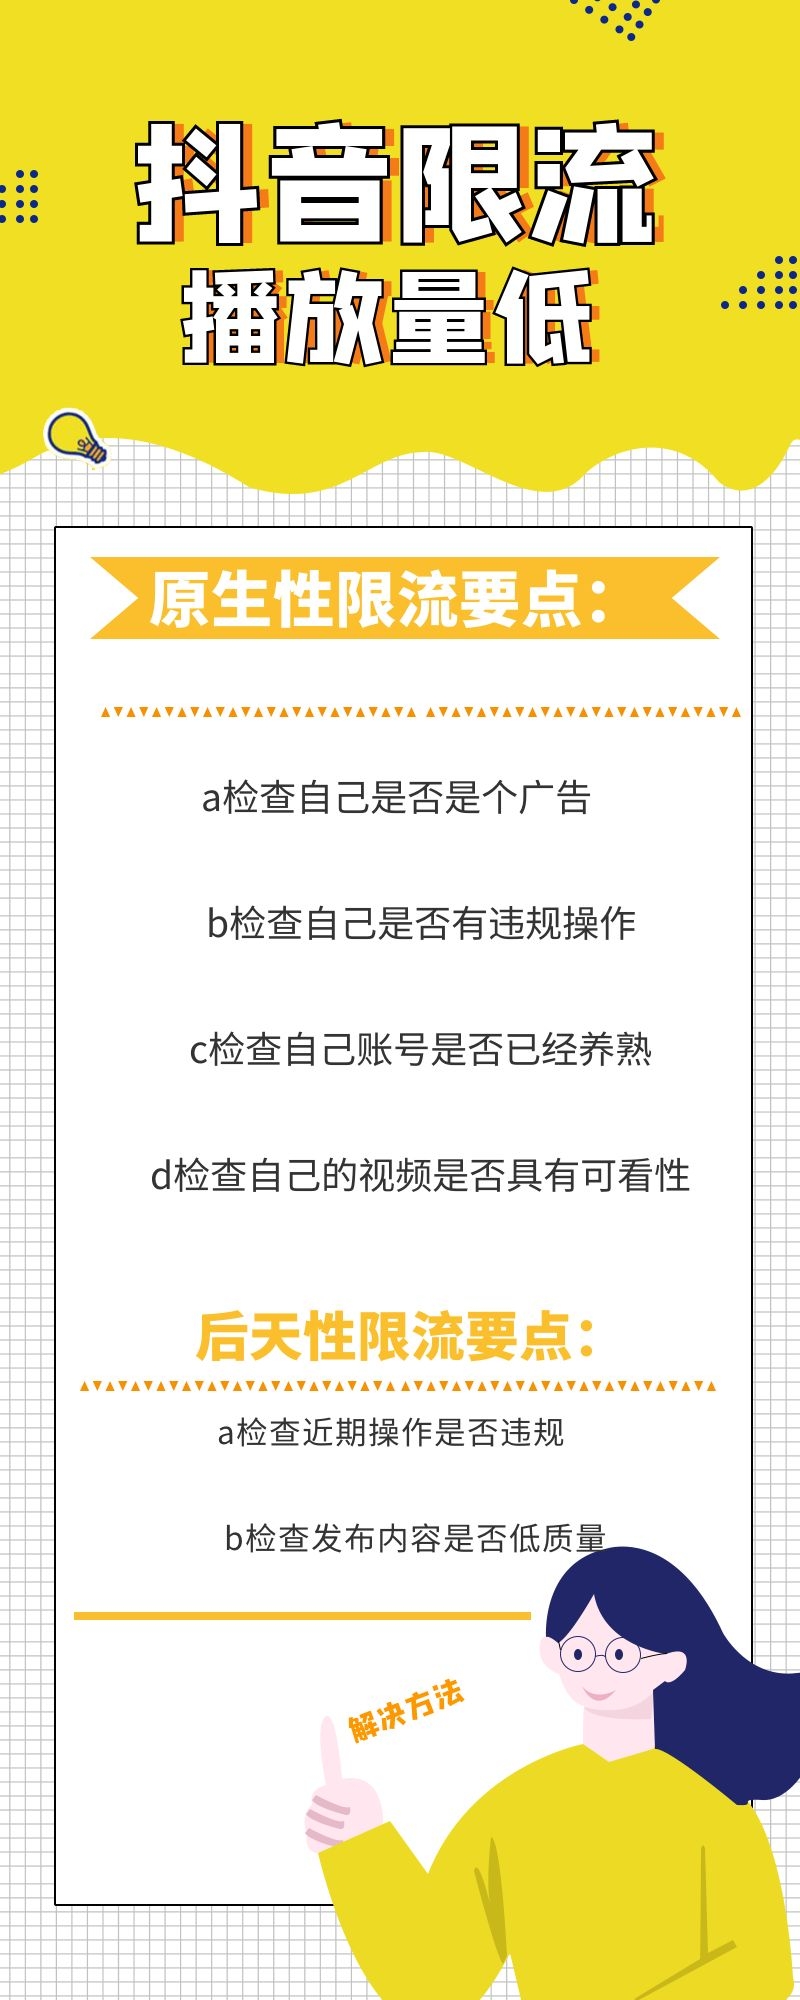 抖音限流
播放量低
原生性限流要点：
a检查自己是否是个广告
b检查自己是否有违规操作
c检查自己账号是否已经养熟
d检查自己的视频是否具有可看性
后天性限流要点：
a检查近期操作是否违规
b检查发布内容是否低质量
解决方法